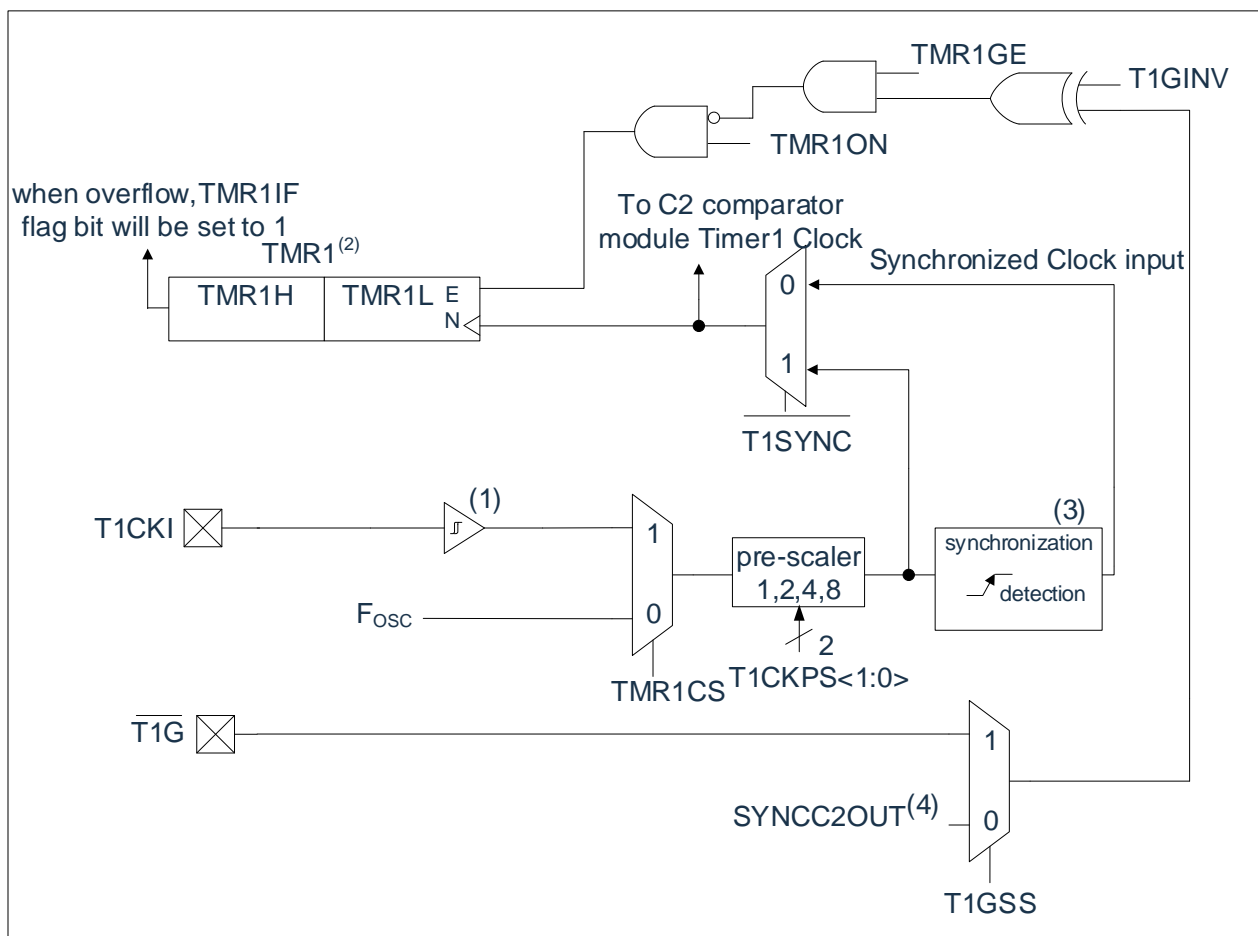 TMR1GE
T1GINV
TMR1ON
when overflow,TMR1IF
flag bit will be set to 1
TMR1(2)
To C2 comparator
module Timer1 Clock
Synchronized Clock input
TMR1H
TMR1L
E
N
0
1
T1SYNC
T1CKI
(1)
1
0
FOSC
TMR1CS
pre-scaler
1,2,4,8
2
T1CKPS<1:0>
(3)
synchronization
detection
T1G
1
0
SYNCC2OUT(4)
T1GSS